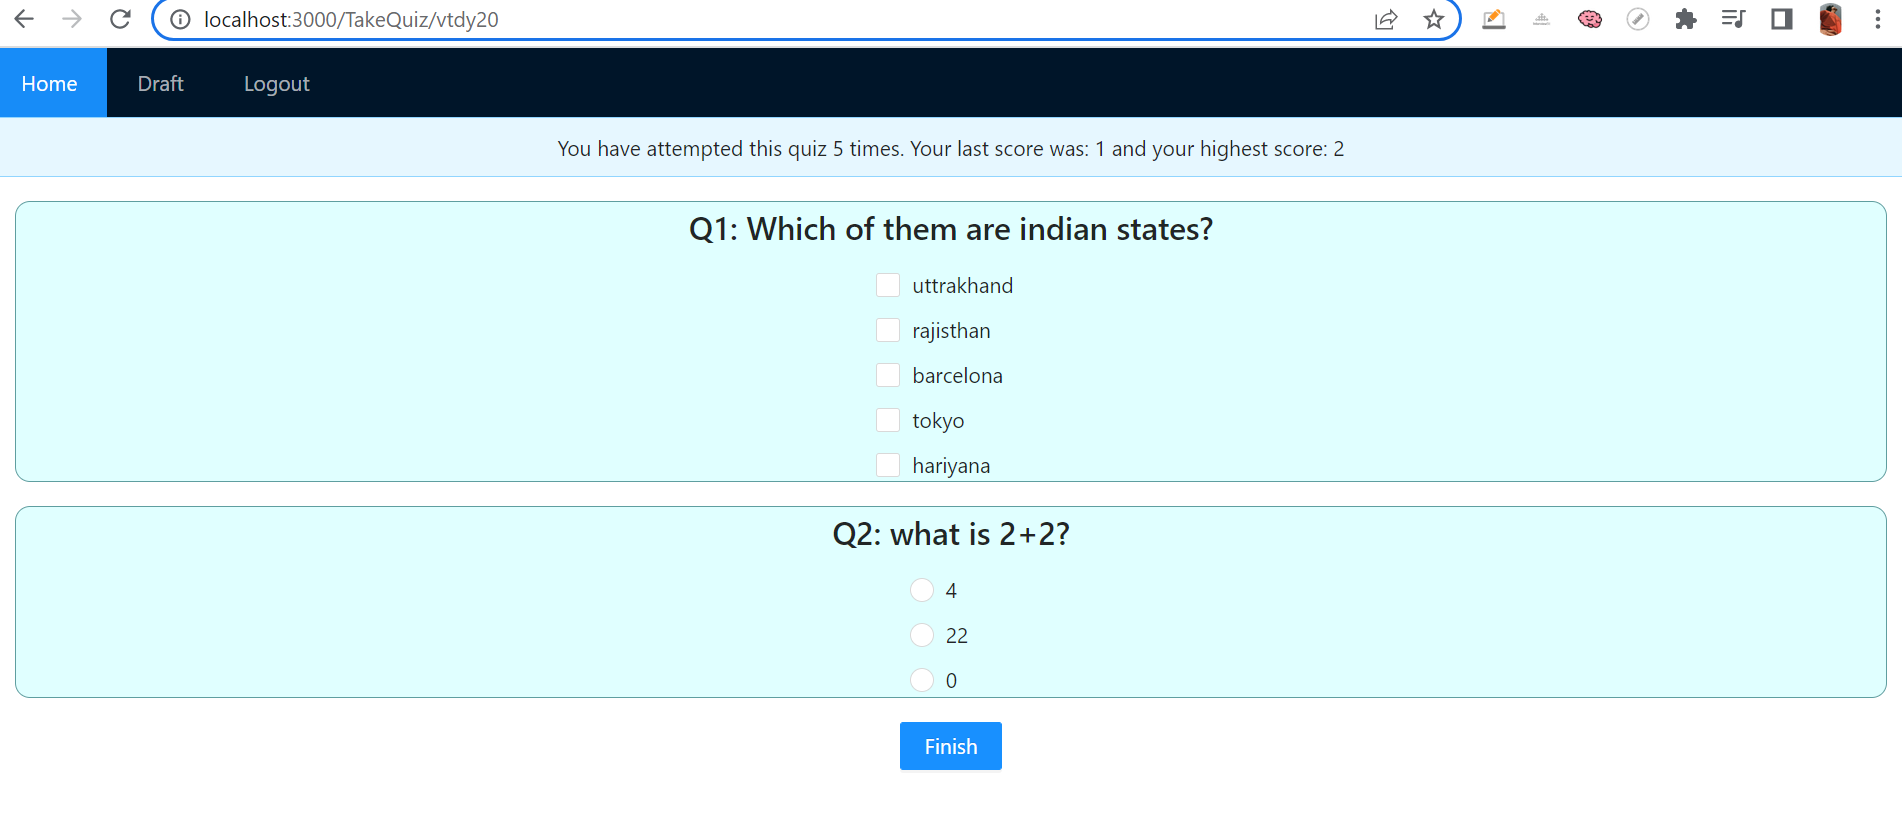 localhost:3000/TakeQuiz/vtdy20
Home Draft Logout
You have attempted this quiz 5 times. Your last score was: 1 and your highest score: 2
Q1: Which of them are indian states?
uttrakhand
rajisthan
barcelona
tokyo
hariyana
Q2: what is 2+2?
4
22
0
Finish